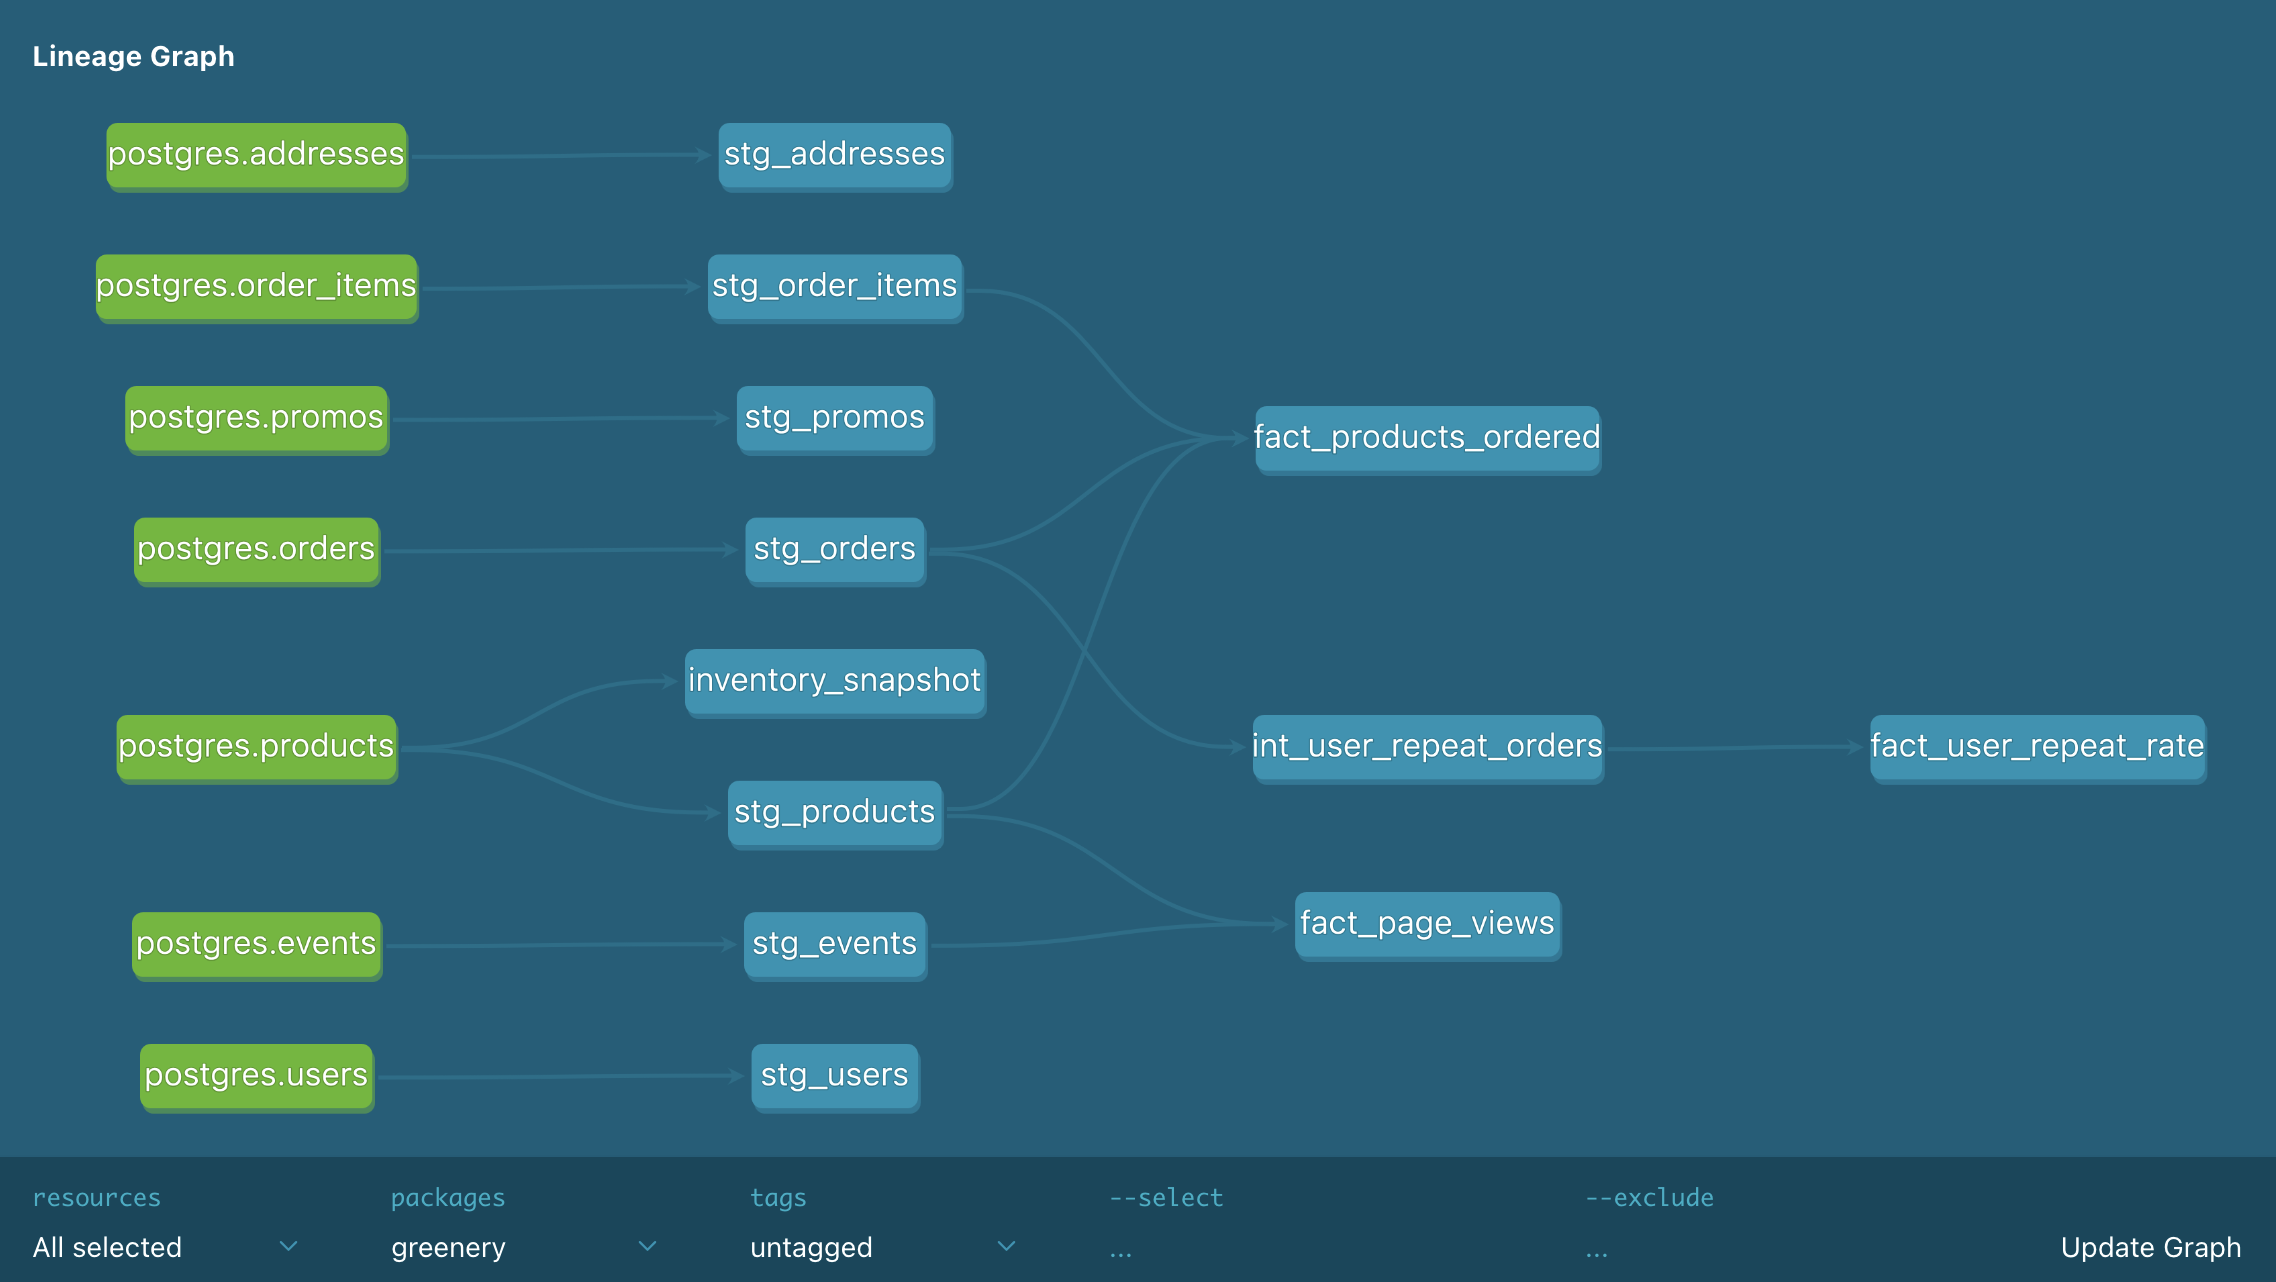 Lineage Graph
postgres.addresses
stg_addresses
postgres.order_items
stg_order_items
postgres.promos
stg_promos
fact_products_ordered
postgres.orders
stg_orders
inventory_snapshot
postgres.products
int_user_repeat_orders
fact_user_repeat_rate
stg_products
postgres.events
stg_events
fact_page_views
postgres.users
stg_users
resources
packages
tags
--select
--exclude
All selected
greenery
untagged
...
...
Update Graph